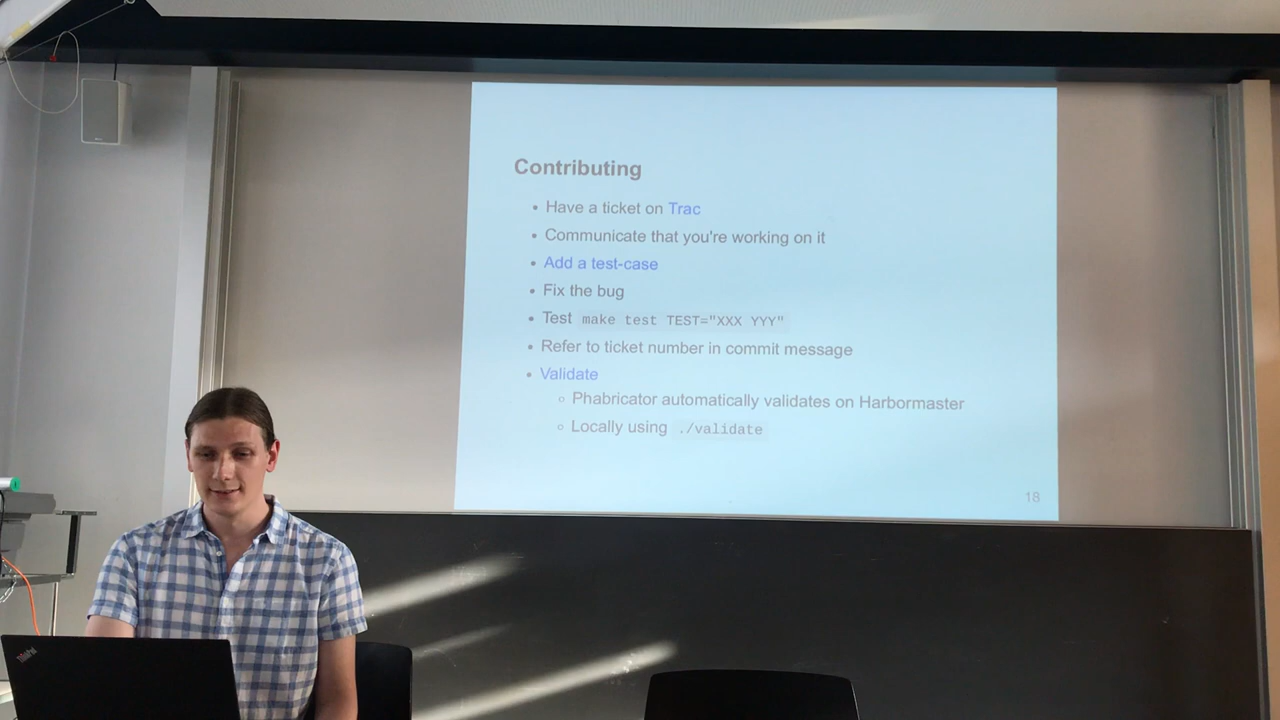 Contributing
• Have a ticket on Trac
• Communicate that you're working on it
• Add a test-case
• Fix the bug
• Test make test TEST="XXX YYY"
• Refer to ticket number in commit message
• Validate
◦ Phabricator automatically validates on Harbormaster
◦ Locally using ./validate
18
ThinkPad